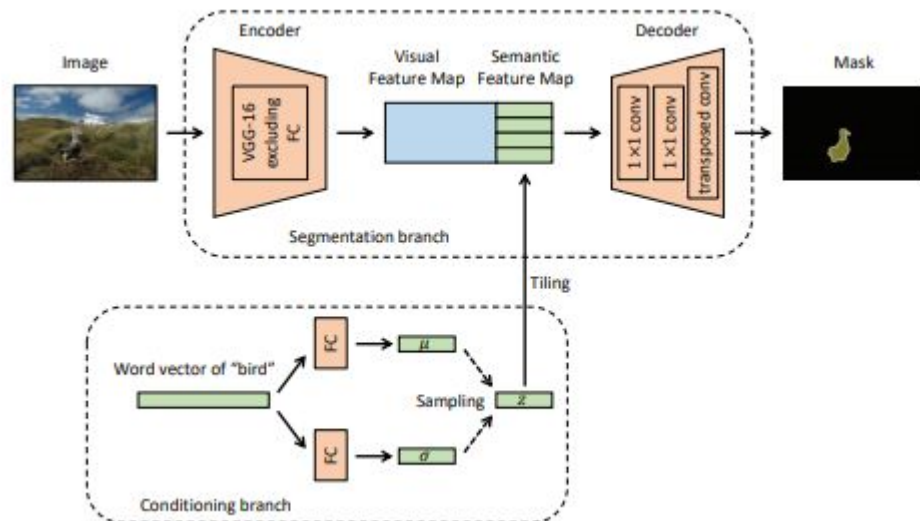 Image
Encoder
VGG-16
excluding
FC
Visual
Feature Map
Semantic
Feature Map
Decoder
1×1 conv
1×1 conv
transposed conv
Mask
Segmentation branch
Tiling
Word vector of “bird”
FC
μ
Sampling
z
FC
σ
Conditioning branch